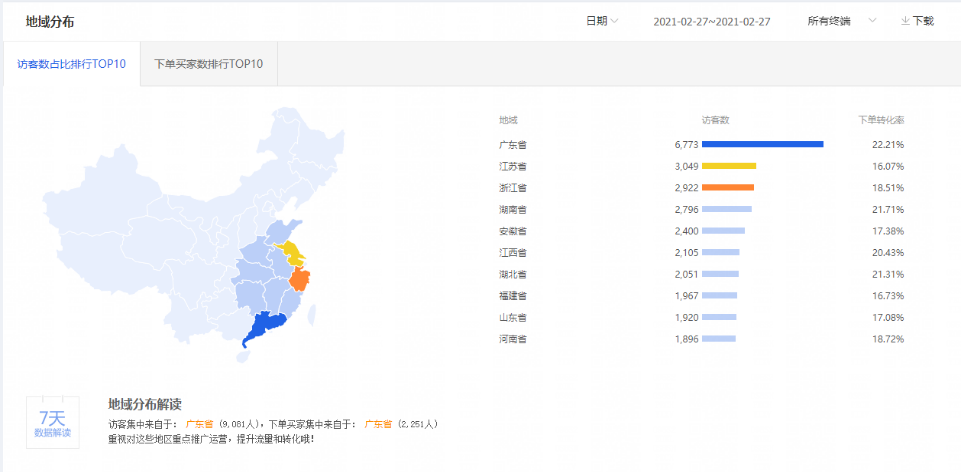 地域分布
日期 2021-02-27~2021-02-27 所有终端 下载
访客数占比排行TOP10 下单买家数排行TOP10
地域 访客数 下单转化率
广东省 6,773 22.21%
江苏省 3,049 16.07%
浙江省 2,922 18.51%
湖南省 2,796 21.71%
安徽省 2,400 17.38%
江西省 2,105 20.43%
湖北省 2,051 21.31%
福建省 1,967 16.73%
山东省 1,920 17.08%
河南省 1,896 18.72%
7天
数据解读
地域分布解读
访客集中来自于： 广东省 (9,081人)，下单买家集中来自于： 广东省 (2,251人)
重视对这些地区重点推广运营，提升流量和转化哦！